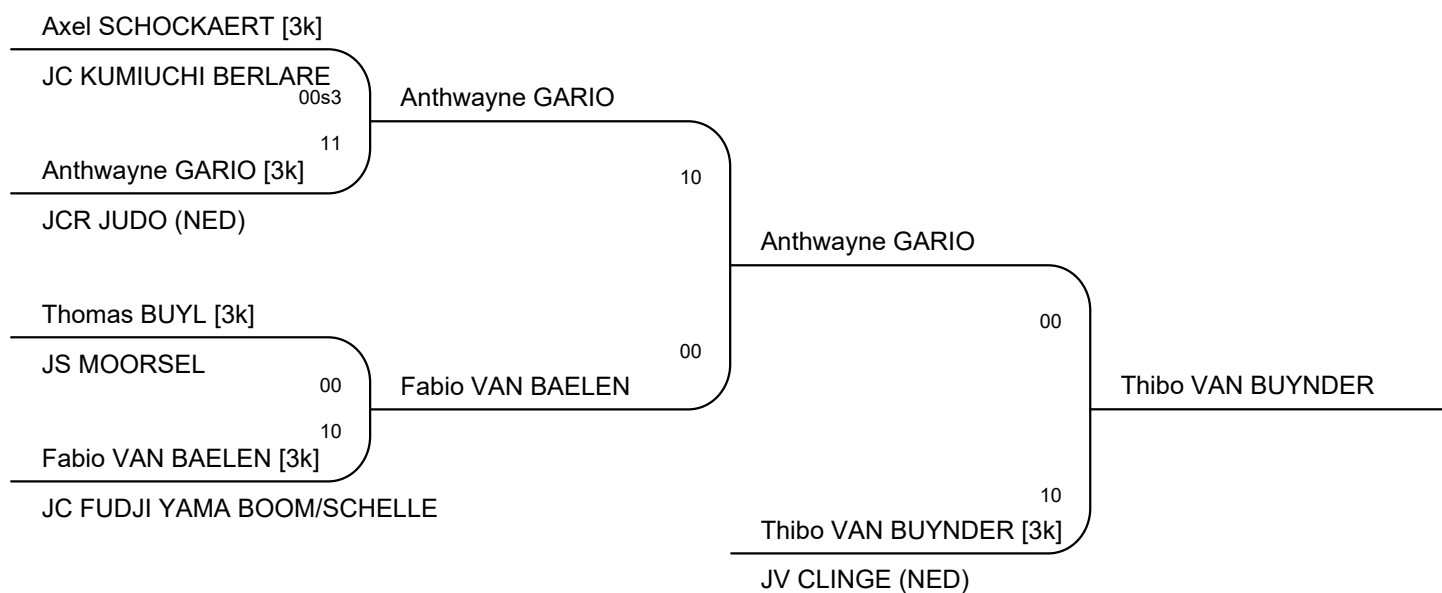 Axel SCHOCKAERT [3k]
JC KUMIUCHI BERLARE
00s3
11
Anthwayne GARIO [3k]
JCR JUDO (NED)
Thomas BUYL [3k]
JS MOORSEL
00
10
Fabio VAN BAELEN [3k]
JC FUDJI YAMA BOOM/SCHELLE
Anthwayne GARIO
10
00
Fabio VAN BAELEN
Anthwayne GARIO
00
10
Thibo VAN BUYNDER [3k]
JV CLINGE (NED)
Thibo VAN BUYNDER